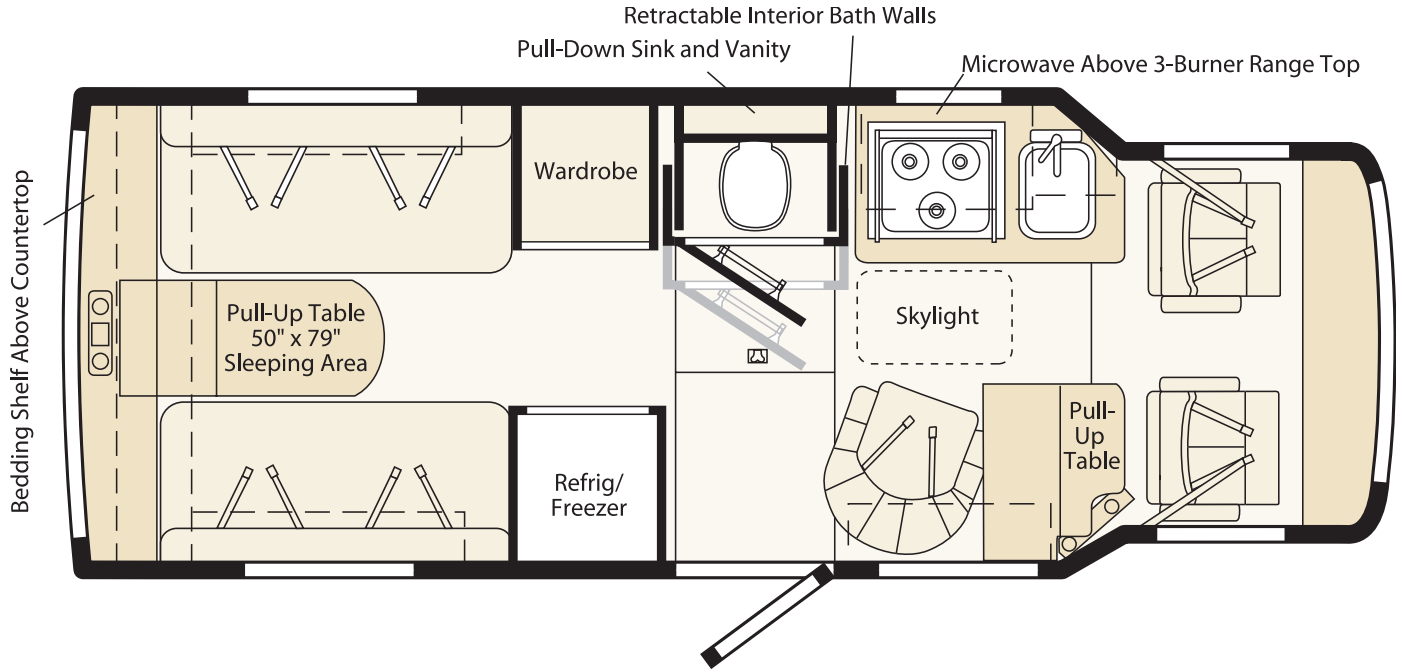 Retractable Interior Bath Walls
Pull-Down Sink and Vanity
Microwave Above 3-Burner Range Top
Bedding Shelf Above Countertop
Wardrobe
Pull-Up Table
50" x 79"
Sleeping Area
Skylight
Pull-
Up
Table
Refrig/
Freezer